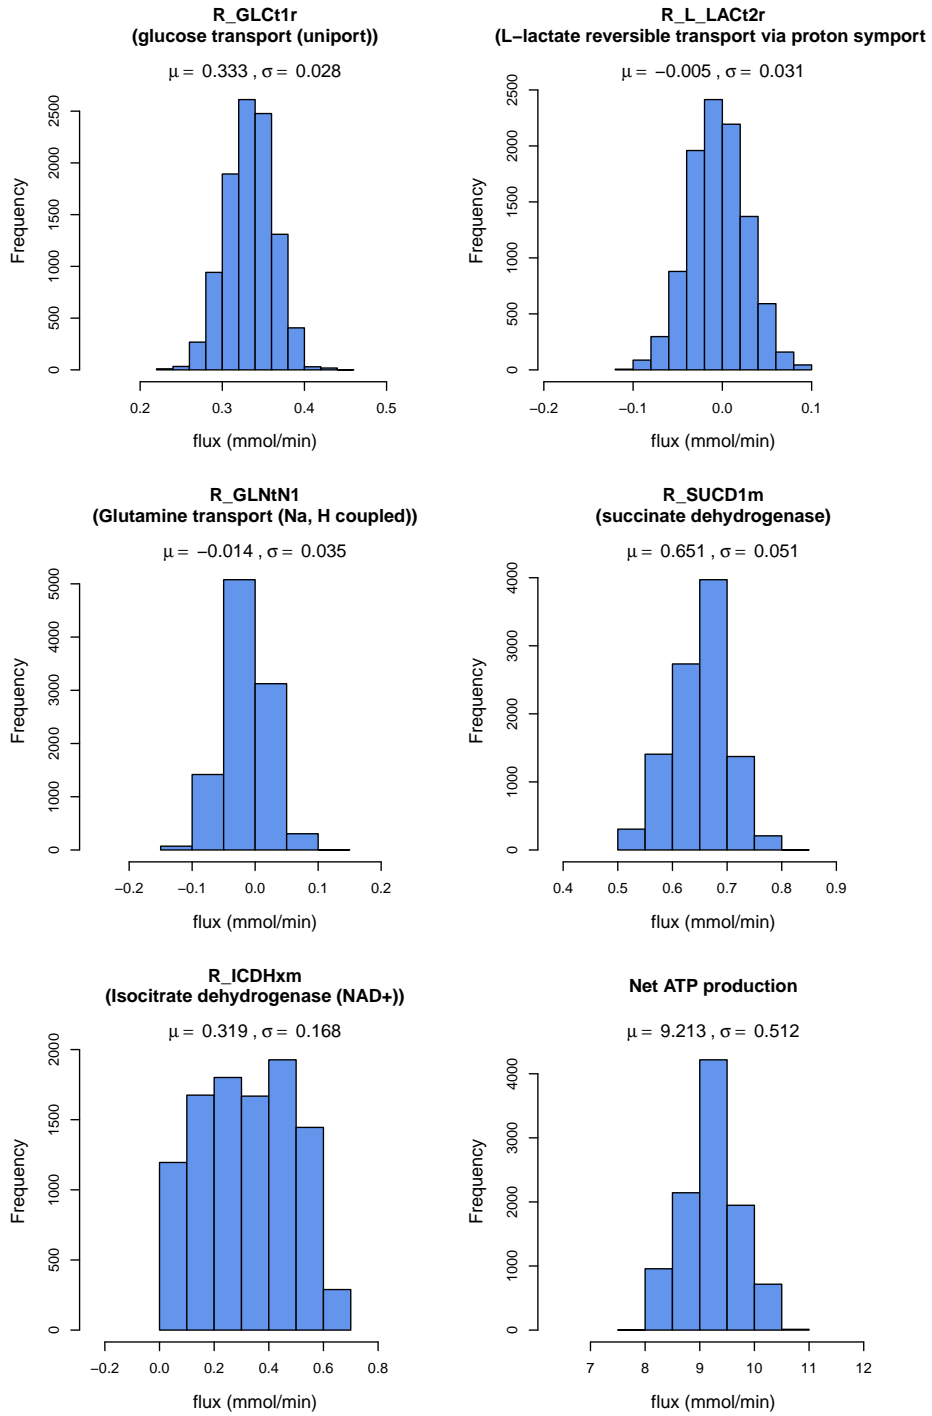 R_GLCt1r
(glucose transport (uniport))
μ = 0.333 , σ = 0.028
Frequency
0 500 1000 1500 2000 2500
0.2 0.3 0.4 0.5
flux (mmol/min)
R_L_LACt2r
(L−lactate reversible transport via proton symport
μ = −0.005 , σ = 0.031
Frequency
0 500 1000 1500 2000 2500
−0.2 −0.1 0.0 0.1
flux (mmol/min)
R_GLNtN1
(Glutamine transport (Na, H coupled))
μ = −0.014 , σ = 0.035
Frequency
0 1000 2000 3000 4000 5000
−0.2 −0.1 0.0 0.1 0.2
flux (mmol/min)
R_SUCD1m
(succinate dehydrogenase)
μ = 0.651 , σ = 0.051
Frequency
0 1000 2000 3000 4000
0.4 0.5 0.6 0.7 0.8 0.9
flux (mmol/min)
R_ICDHxm
(Isocitrate dehydrogenase (NAD+))
μ = 0.319 , σ = 0.168
Frequency
0 500 1000 1500 2000
−0.2 0.0 0.2 0.4 0.6 0.8
flux (mmol/min)
Net ATP production
μ = 9.213 , σ = 0.512
Frequency
0 1000 2000 3000 4000
7 8 9 10 11 12
flux (mmol/min)